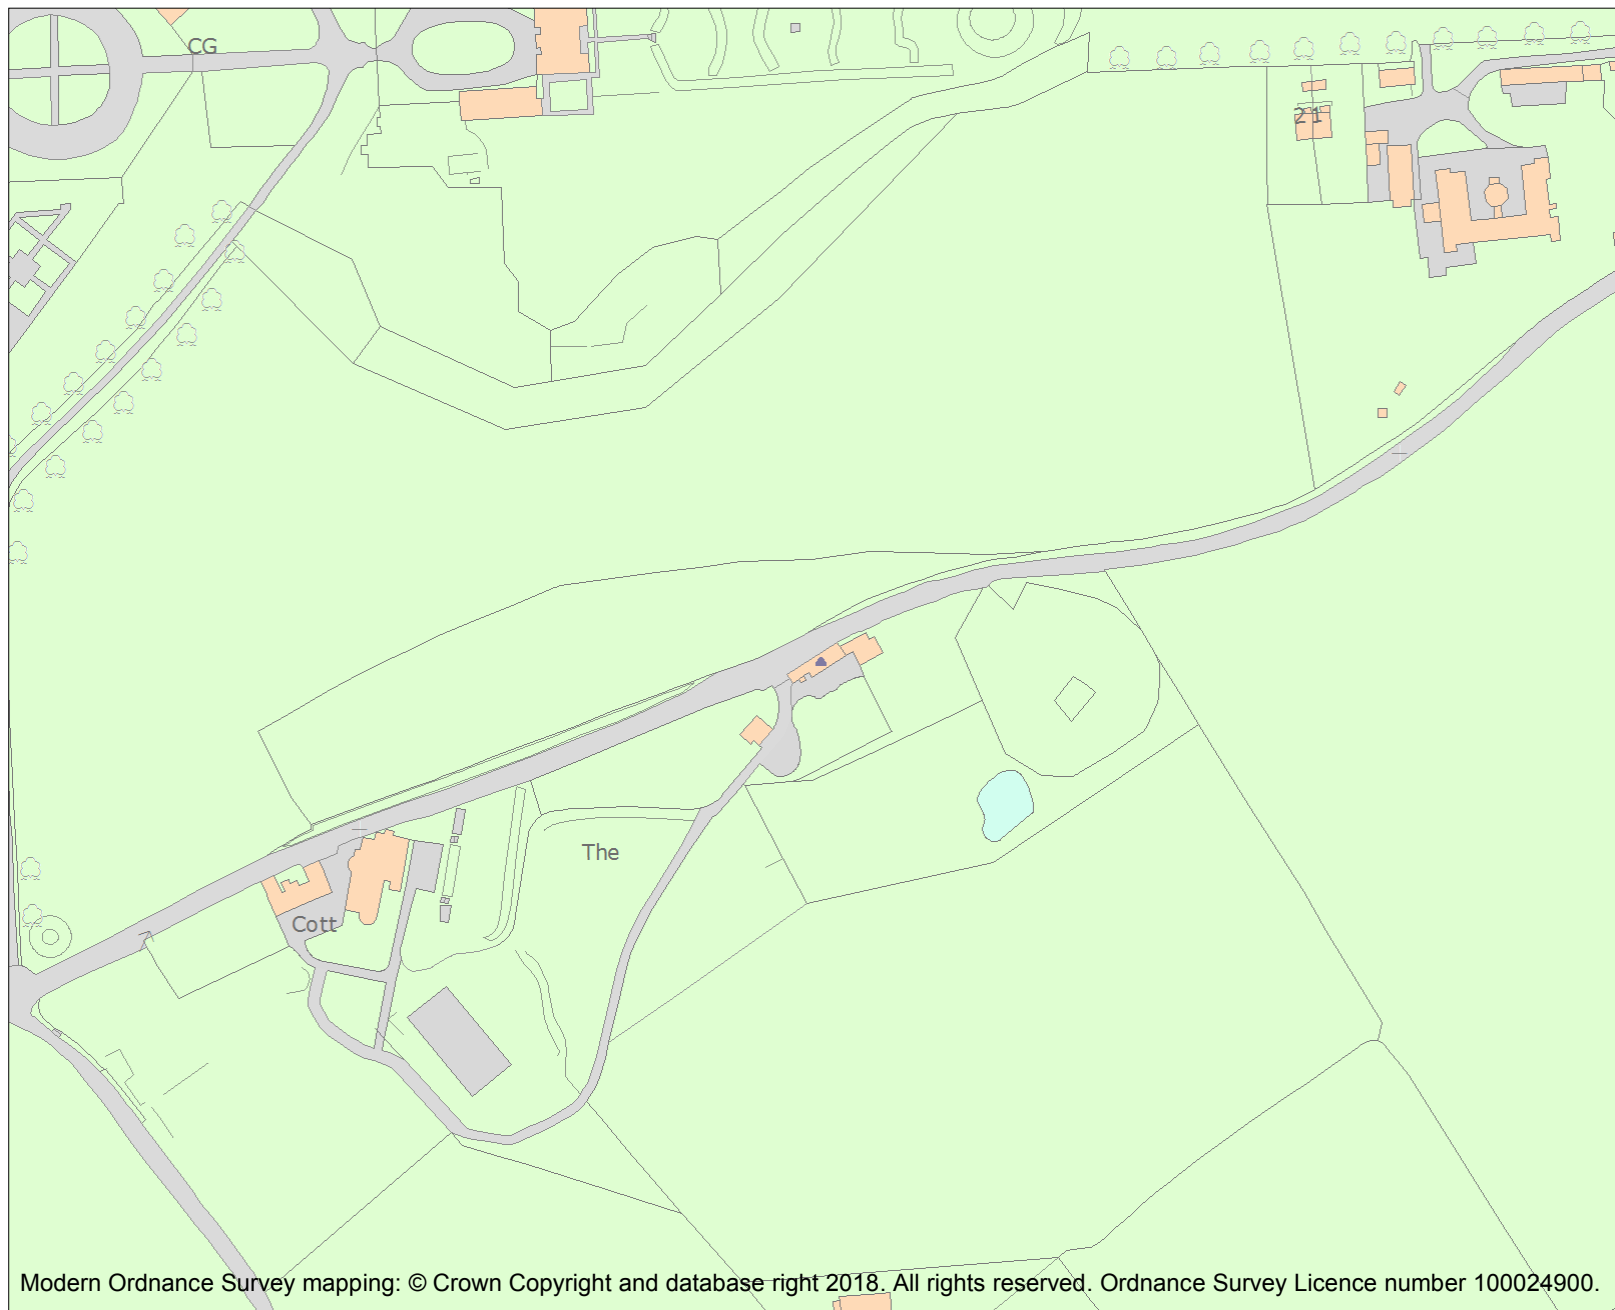 CG
21
The
Cott
Modern Ordnance Survey mapping: © Crown Copyright and database right 2018. All rights reserved. Ordnance Survey Licence number 100024900.